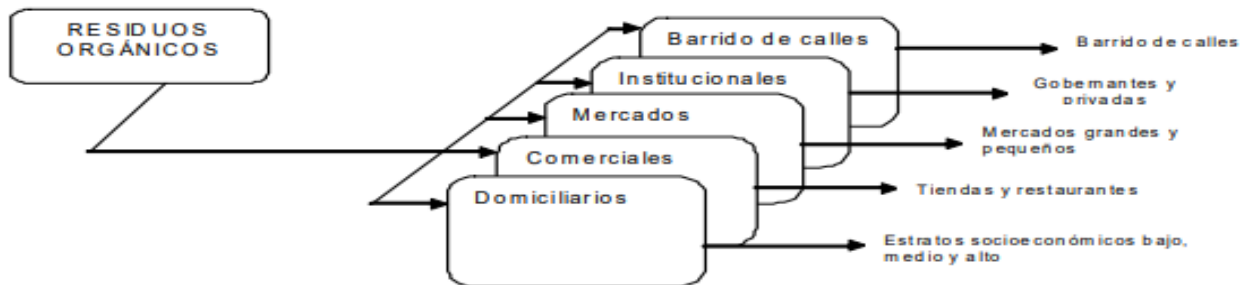 RESIDUOS
ORGÁNICOS
Barrido de calles
Barrido de calles
Institucionales
Gobernantes y
privadas
Mercados
Mercados grandes y
pequeños
Comerciales
Tiendas y restaurantes
Domiciliarios
Estratos socioeconómicos bajo,
medio y alto